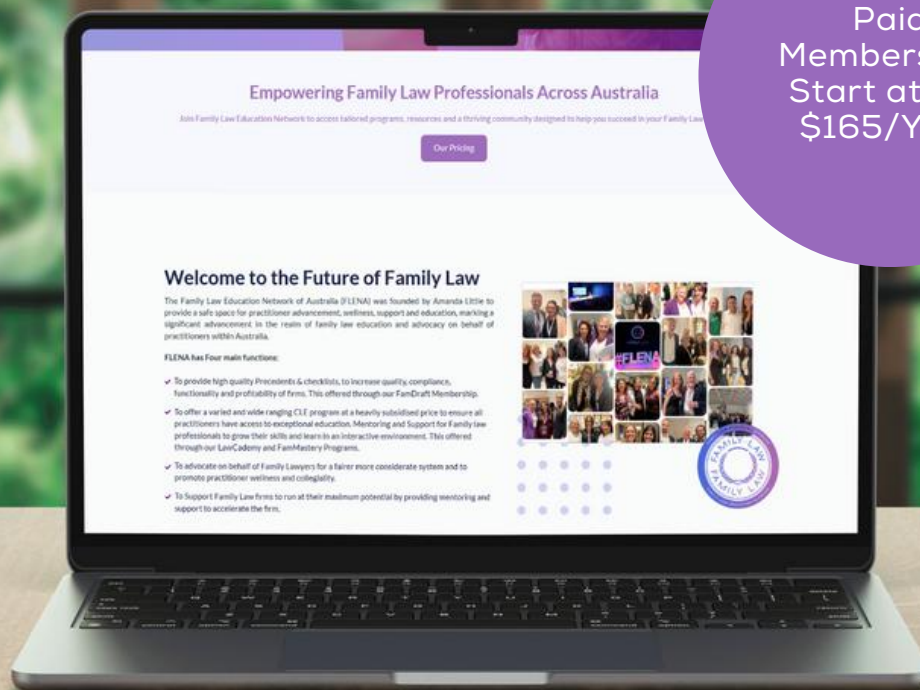 Paid
Members
Start at
$165/Y
Empowering Family Law Professionals Across Australia
Join Family Law Education Network to access tailored programs, resources and a thriving community designed to help you succeed in your Family Law
Our Pricing
Welcome to the Future of Family Law
The Family Law Education Network of Australia (FLENA) was founded by Amanda Little to
provide a safe space for practitioner advancement, wellness, support and education, marking a
significant advancement in the realm of family law education and advocacy on behalf of
practitioners within Australia.
FLENA has Four main functions:
To provide high quality Precedents & checklists, to increase quality, compliance,
functionality and profitability of firms. This offered through our FamDraft Membership.
To offer a varied and wide ranging CLE program at a heavily subsidised price to ensure all
practitioners have access to exceptional education. Mentoring and Support for Family law
professionals to grow their skills and learn in an interactive environment. This offered
through our LawCademy and FamMastery Programs.
To advocate on behalf of Family Lawyers for a fairer more considerate system and to
promote practitioner wellness and collegiality.
To Support Family Law firms to run at their maximum potential by providing mentoring and
support to accelerate the firm.
#FLENA
FAMILY LAW
FAMILY LAW